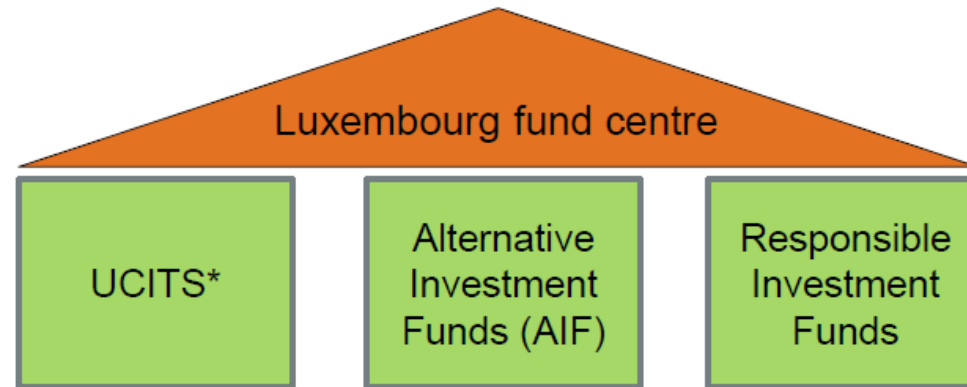 Luxembourg fund centre
UCITS*
Alternative
Investment
Funds (AIF)
Responsible
Investment
Funds